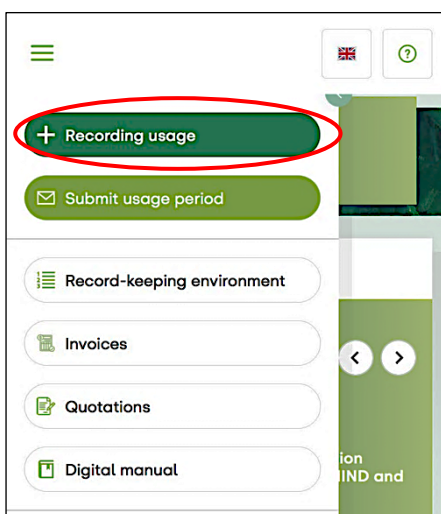 Recording usage
Submit usage period
Record-keeping environment
Invoices
Quotations
Digital manual
ion
IND and